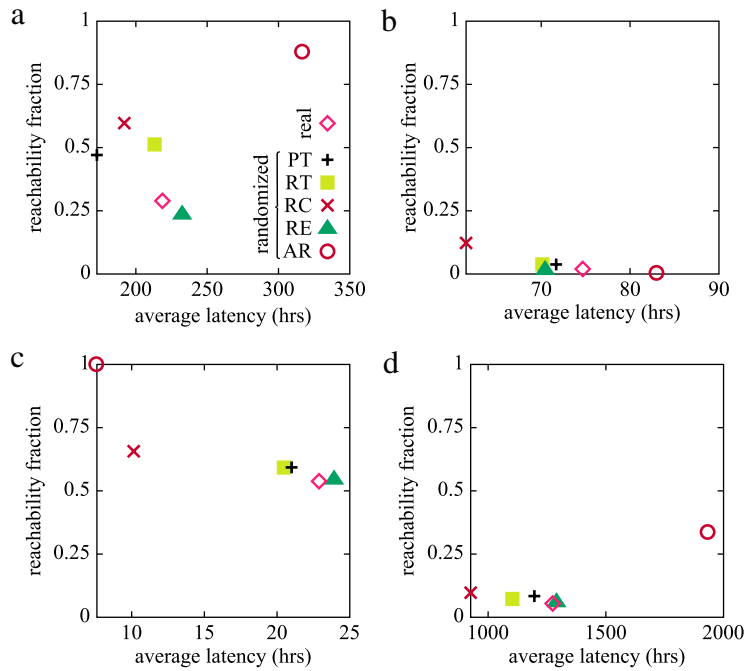 a
1
0.75
0.5
0.25
0
reachability fraction
200
250
300
350
average latency (hrs)
real
randomized
PT
RT
RC
RE
AR
b
1
0.75
0.5
0.25
0
reachability fraction
70
80
90
average latency (hrs)
c
1
0.75
0.5
0.25
0
reachability fraction
10
15
20
25
average latency (hrs)
d
1
0.75
0.5
0.25
0
reachability fraction
1000
1500
2000
average latency (hrs)